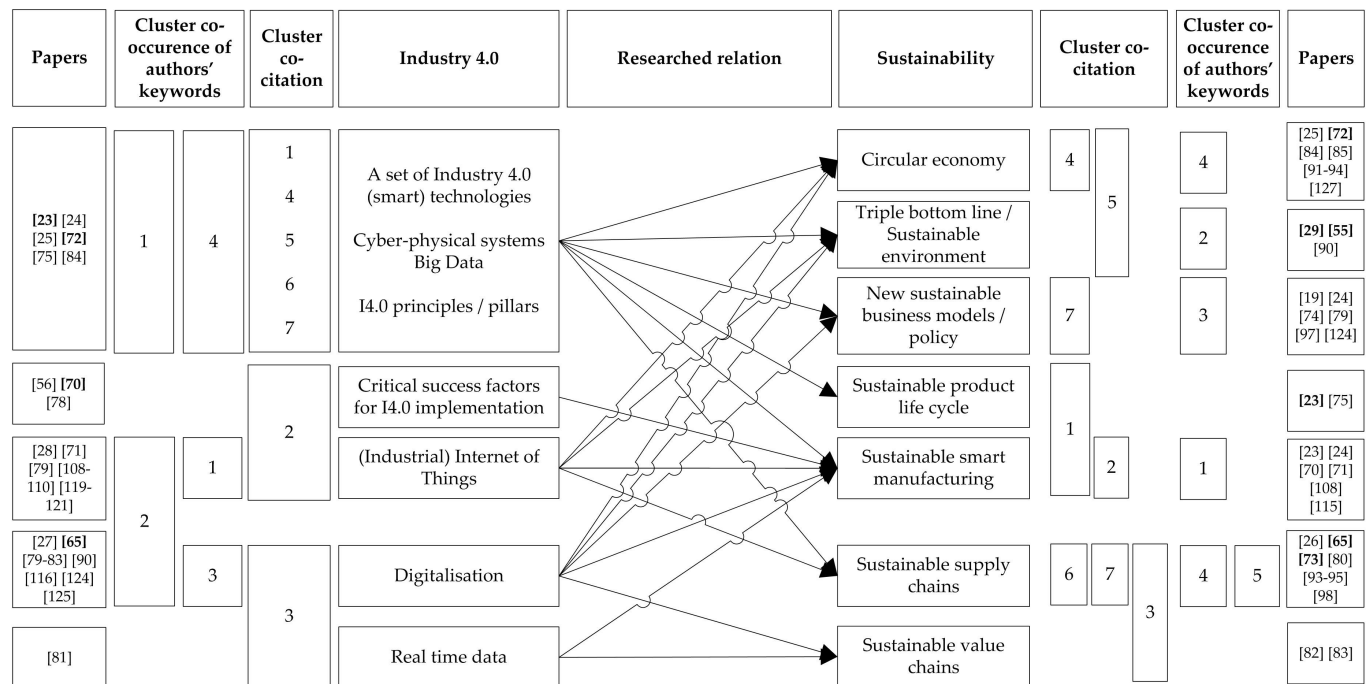 Papers
Cluster co-
occurence of
authors'
keywords
Cluster
co-
citation
Industry 4.0
Researched relation
Sustainability
Cluster co-
citation
Cluster co-
occurence
of authors'
keywords
Papers
[23] [24]
[25] [72]
[75] [84]
1
4
1
4
5
6
7
A set of Industry 4.0
(smart) technologies
Cyber-physical systems
Big Data
I4.0 principles / pillars
Circular economy
4
5
4
[25] [72]
[84] [85]
[91-94]
[127]
Triple bottom line /
Sustainable
environment
2
[29] [55]
[90]
New sustainable
business models /
policy
7
3
[19] [24]
[74] [79]
[97] [124]
[56] [70]
[78]
2
Critical success factors
for I4.0 implementation
Sustainable product
life cycle
1
[23] [75]
[28] [71]
[79] [108-
110] [119-
121]
2
1
(Industrial) Internet of
Things
Sustainable smart
manufacturing
2
1
[23] [24]
[70] [71]
[108]
[115]
[27] [65]
[79-83] [90]
[116] [124]
[125]
3
3
Digitalisation
Sustainable supply
chains
6
7
3
4
5
[26] [65]
[73] [80]
[93-95]
[98]
[81]
Real time data
Sustainable value
chains
[82] [83]